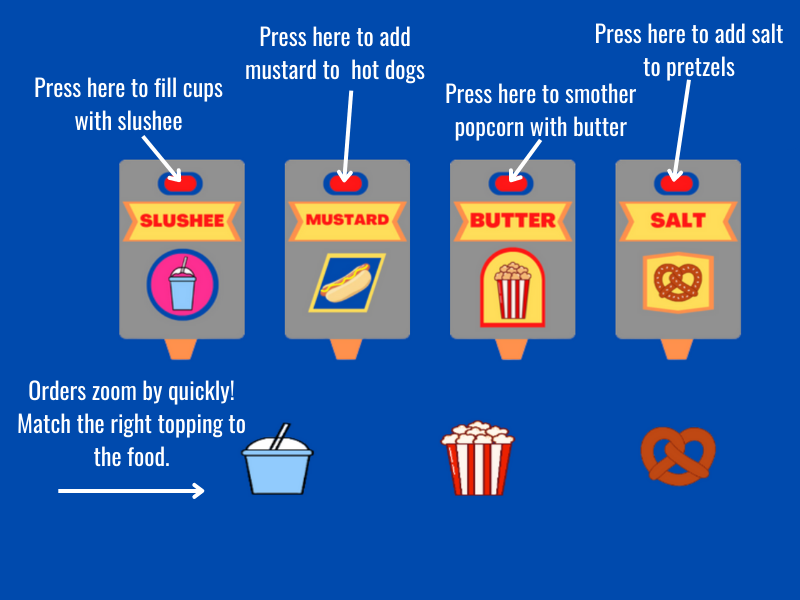 Press here to add
mustard to hot dogs
Press here to add salt
to pretzels
Press here to fill cups
with slushee
Press here to smother
popcorn with butter
SLUSHEE
MUSTARD
BUTTER
SALT
Orders zoom by quickly!
Match the right topping to
the food.